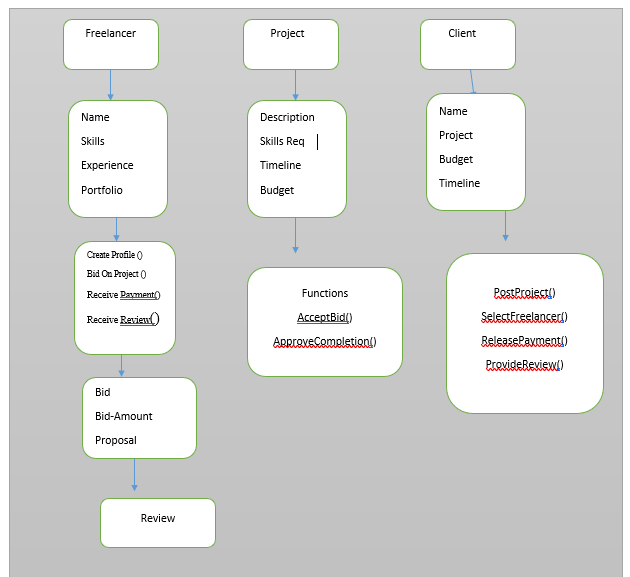 Freelancer
Name
Skills
Experience
Portfolio
Create Profile ()
Bid On Project ()
Receive Payment()
Receive Review()
Bid
Bid-Amount
Proposal
Review
Project
Description
Skills Req
Timeline
Budget
Functions
AcceptBid()
ApproveCompletion()
Client
Name
Project
Budget
Timeline
PostProject()
SelectFreelancer()
ReleasePayment()
ProvideReview()